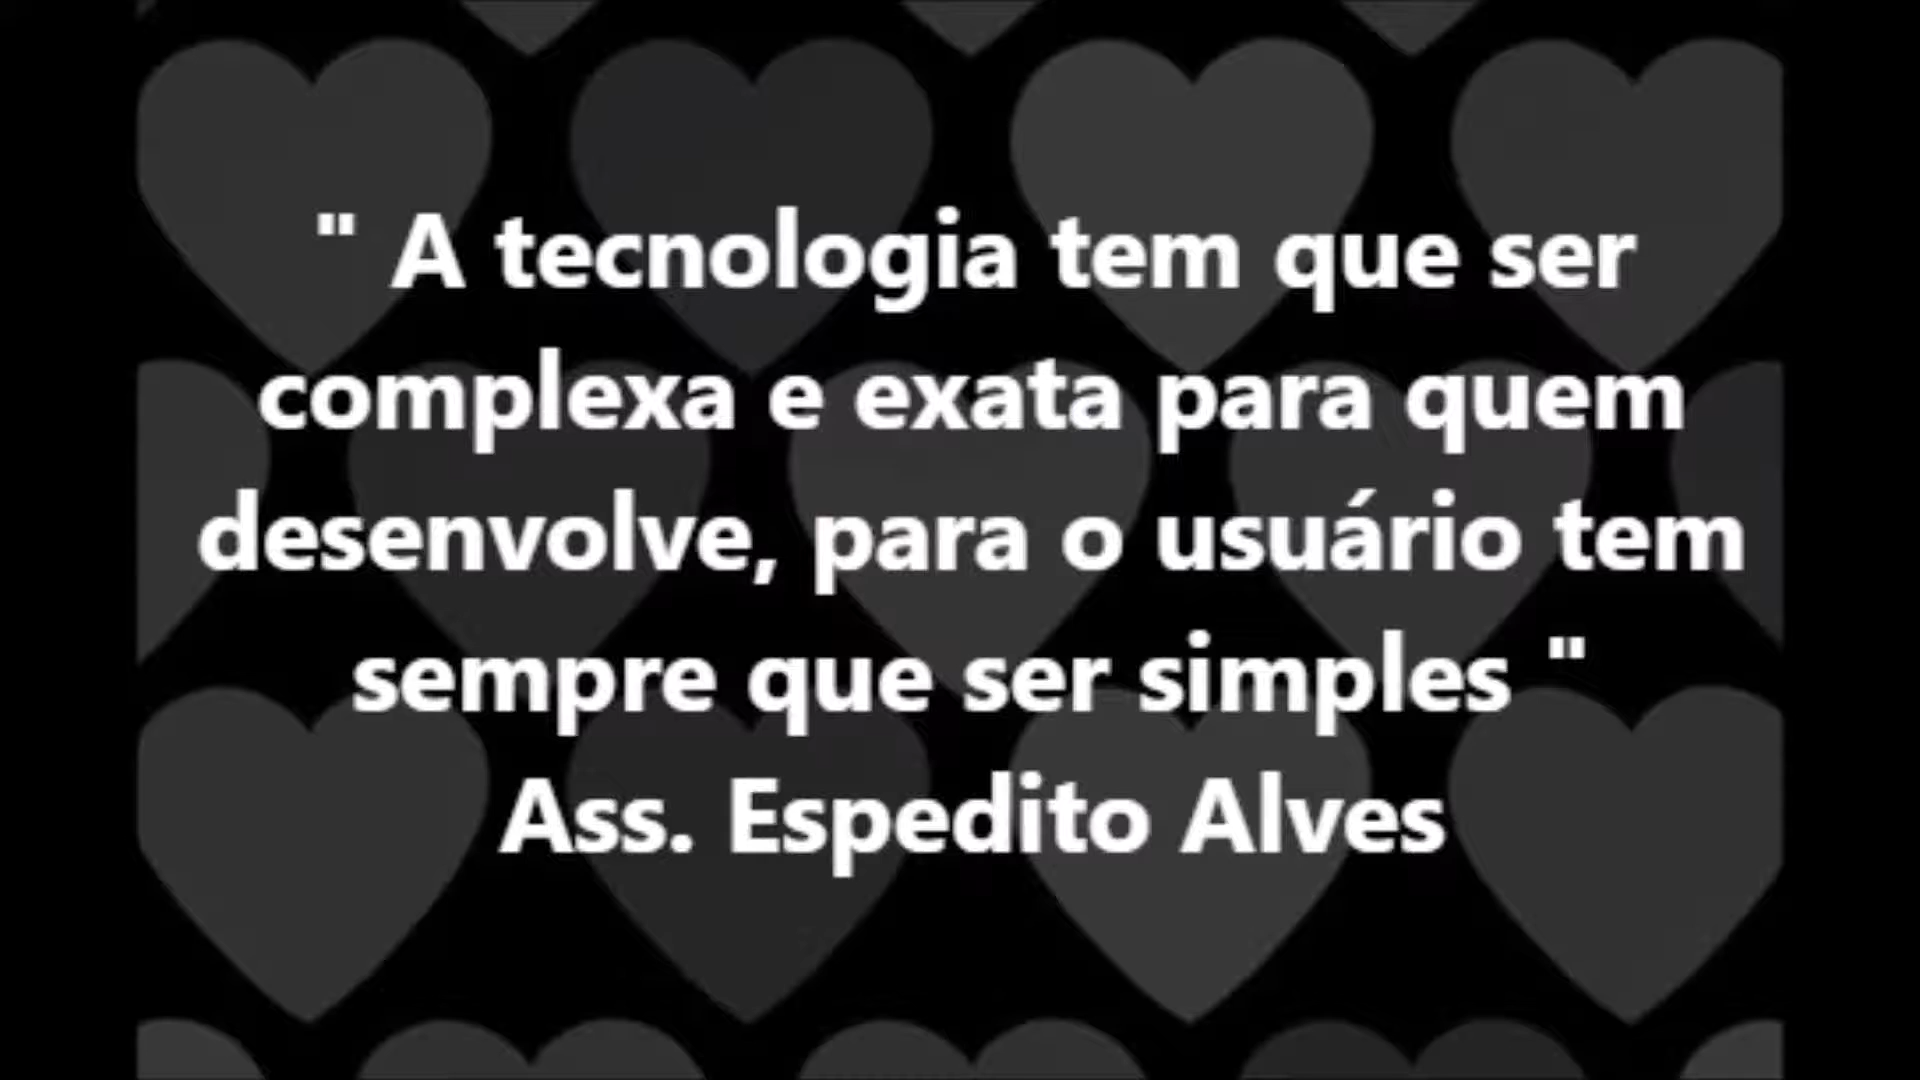 " A tecnologia tem que ser
complexa e exata para quem
desenvolve, para o usuário tem
sempre que ser simples "
Ass. Espedito Alves